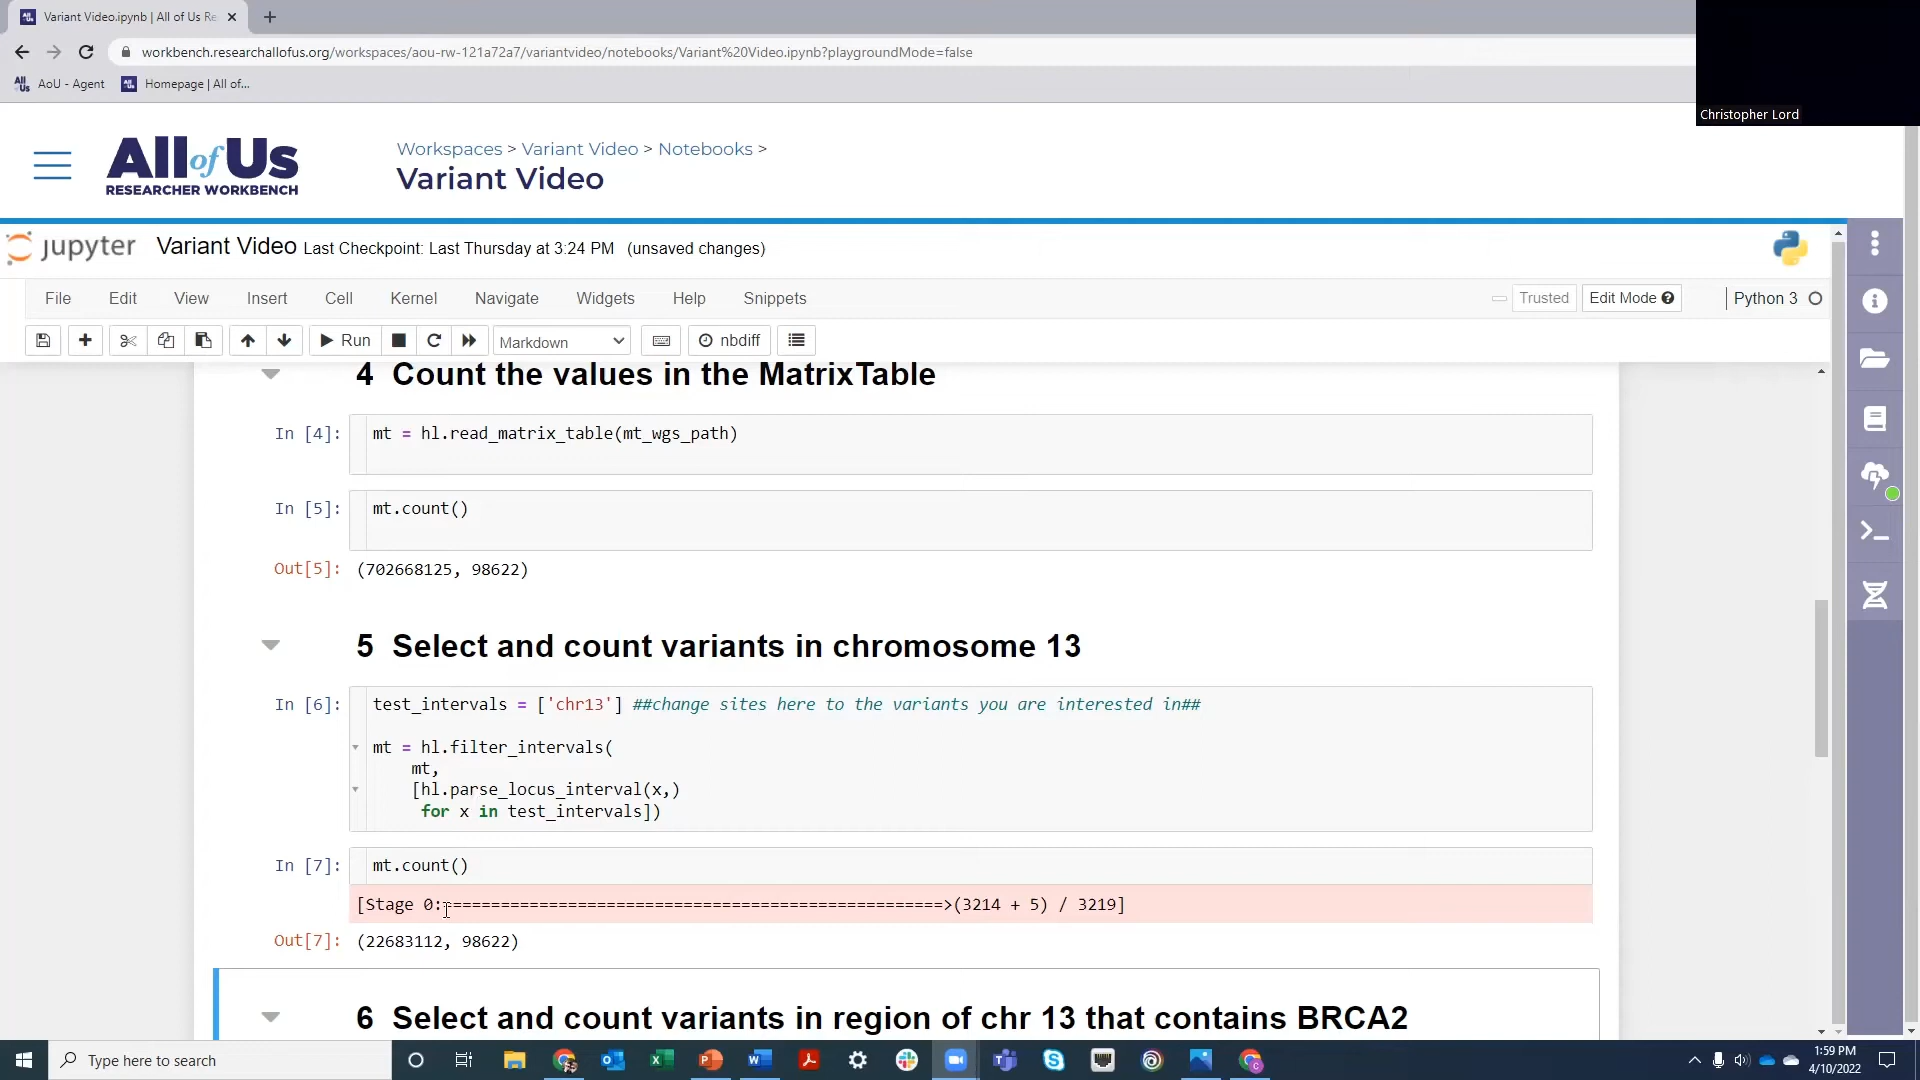 Variant Video.ipynb | All of Us Re
workbench.researchallofus.org/workspaces/aou-rw-121a72a7/variantvideo/notebooks/Variant%20Video.ipynb?playgroundMode=false
AoU - Agent
Homepage | All of...
Christopher Lord
All of Us
RESEARCHER WORKBENCH
Workspaces > Variant Video > Notebooks >
Variant Video
jupyter Variant Video Last Checkpoint: Last Thursday at 3:24 PM (unsaved changes)
File Edit View Insert Cell Kernel Navigate Widgets Help Snippets Trusted Edit Mode Python 3
Run Markdown nbdiff
4 Count the values in the MatrixTable
In [4]: mt = hl.read_matrix_table(mt_wgs_path)
In [5]: mt.count()
Out[5]: (702668125, 98622)
5 Select and count variants in chromosome 13
In [6]: test_intervals = ['chr13'] ##change sites here to the variants you are interested in##
mt = hl.filter_intervals(
mt,
[hl.parse_locus_interval(x,)
for x in test_intervals])
In [7]: mt.count()
[Stage 0:====================================================>(3214 + 5) / 3219]
Out[7]: (22683112, 98622)
6 Select and count variants in region of chr 13 that contains BRCA2
Type here to search
1:59 PM
4/10/2022